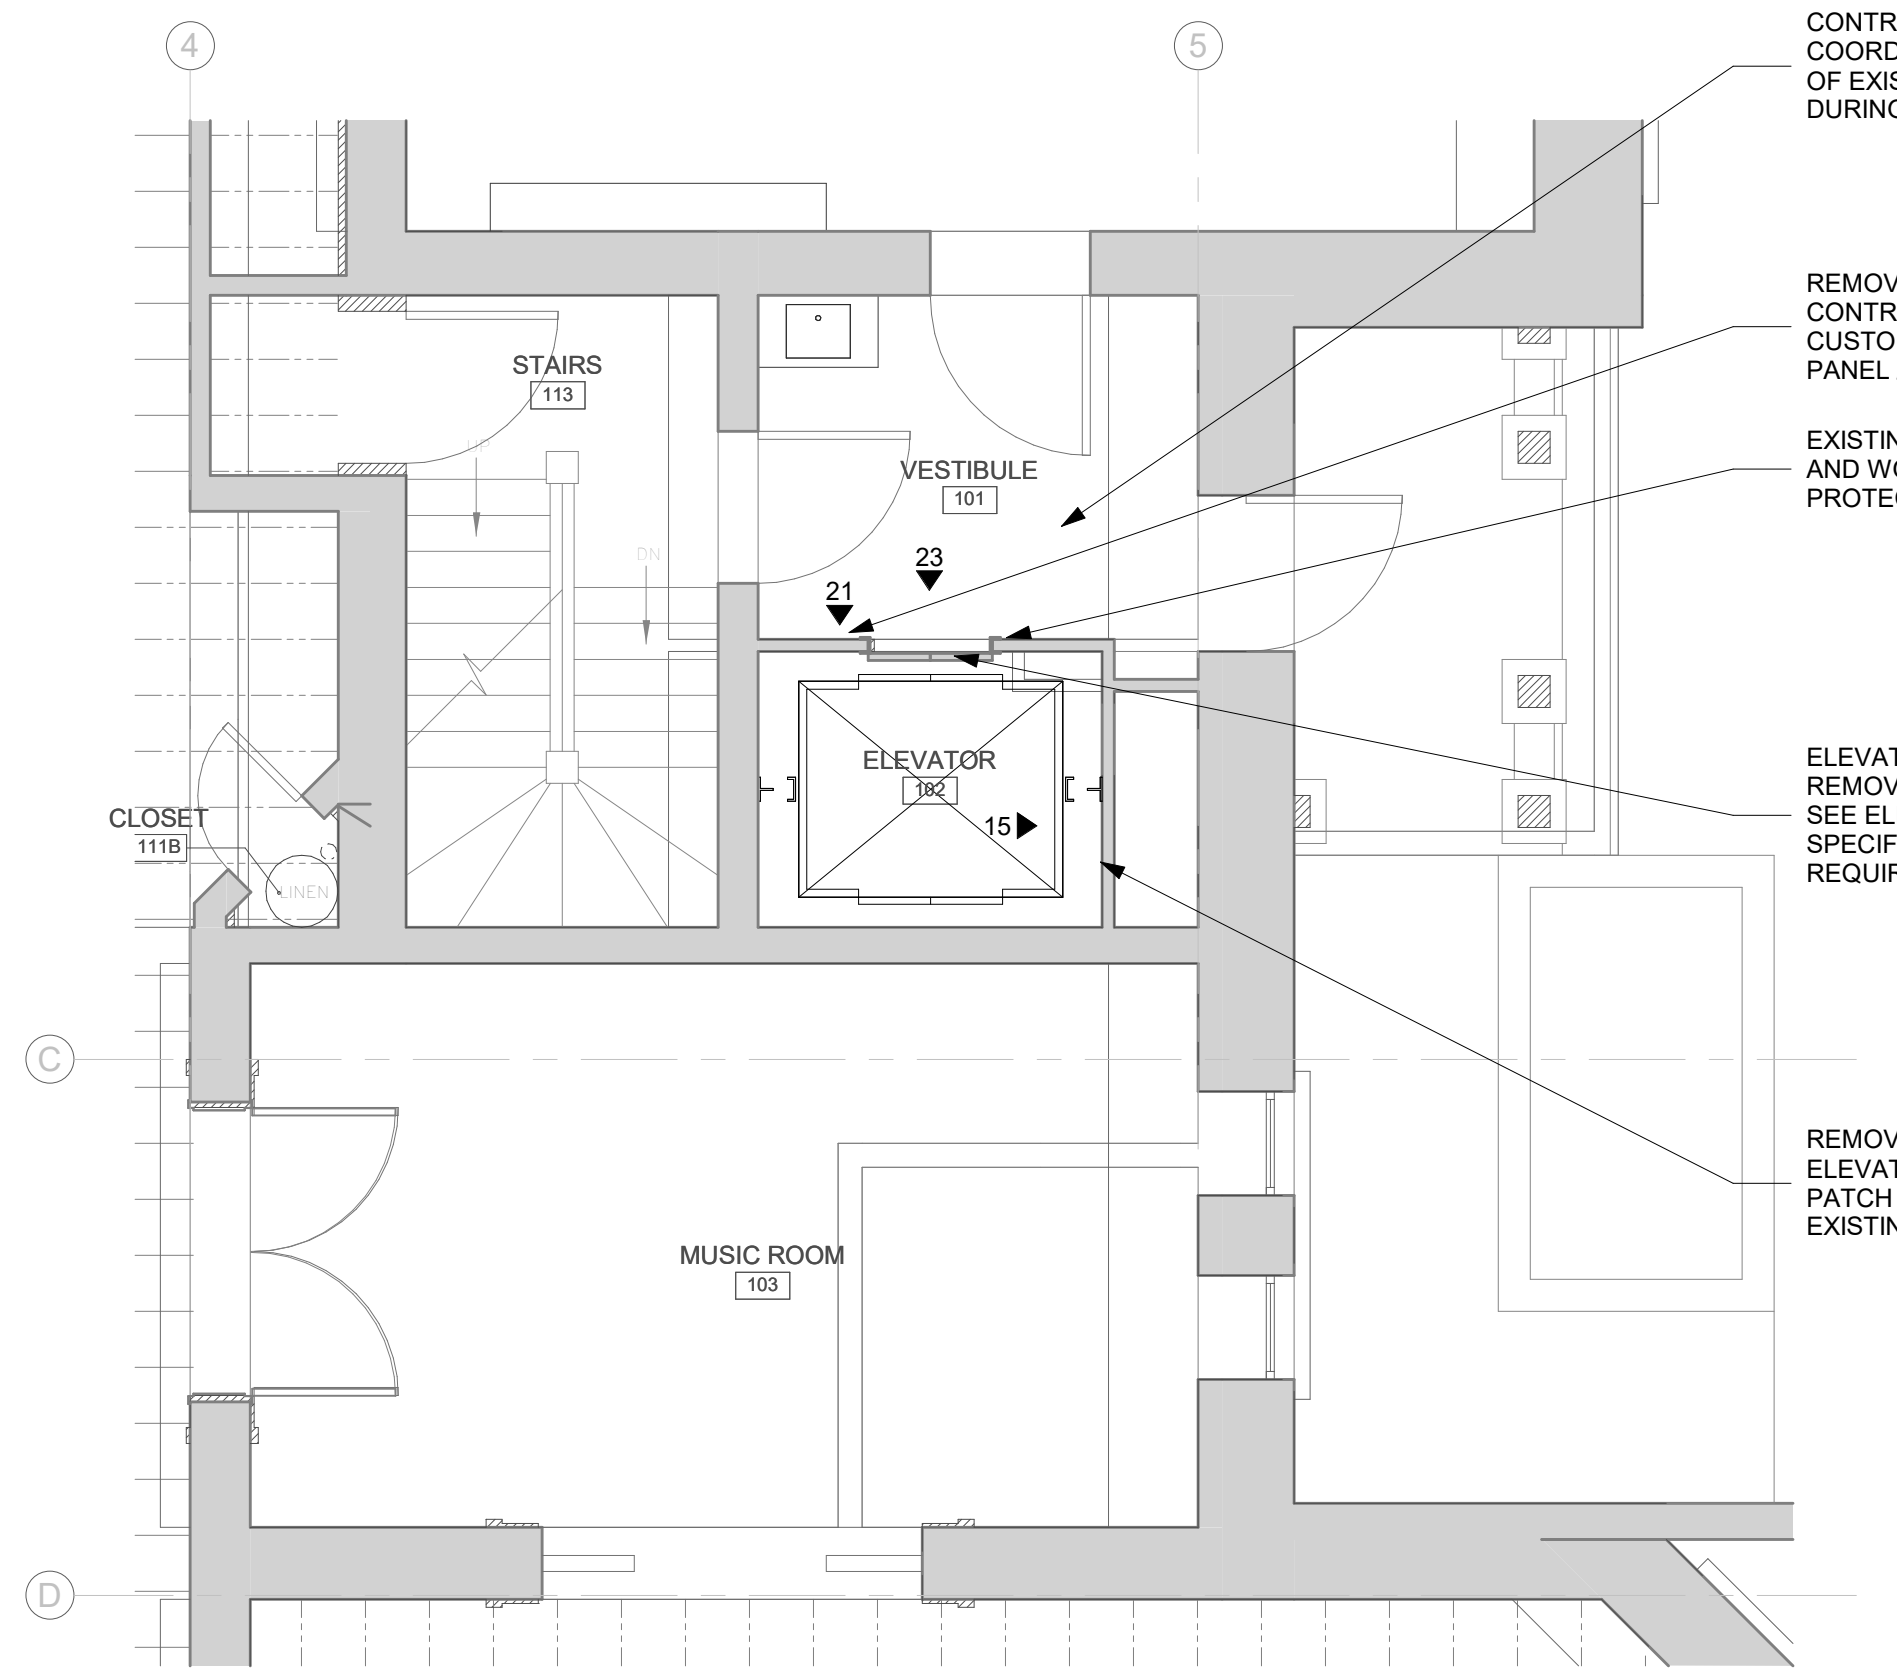 4
5
CONTR
COORD
OF EXIS
DURING
REMOV
CONTR
CUSTO
PANEL
EXISTIN
AND WO
PROTEC
STAIRS
113
UP
DN
VESTIBULE
101
23
21
ELEVATOR
102
15
ELEVAT
REMOV
SEE EL
SPECIF
REQUIR
CLOSET
111B
LINEN
C
REMOV
ELEVAT
PATCH
EXISTIN
MUSIC ROOM
103
D